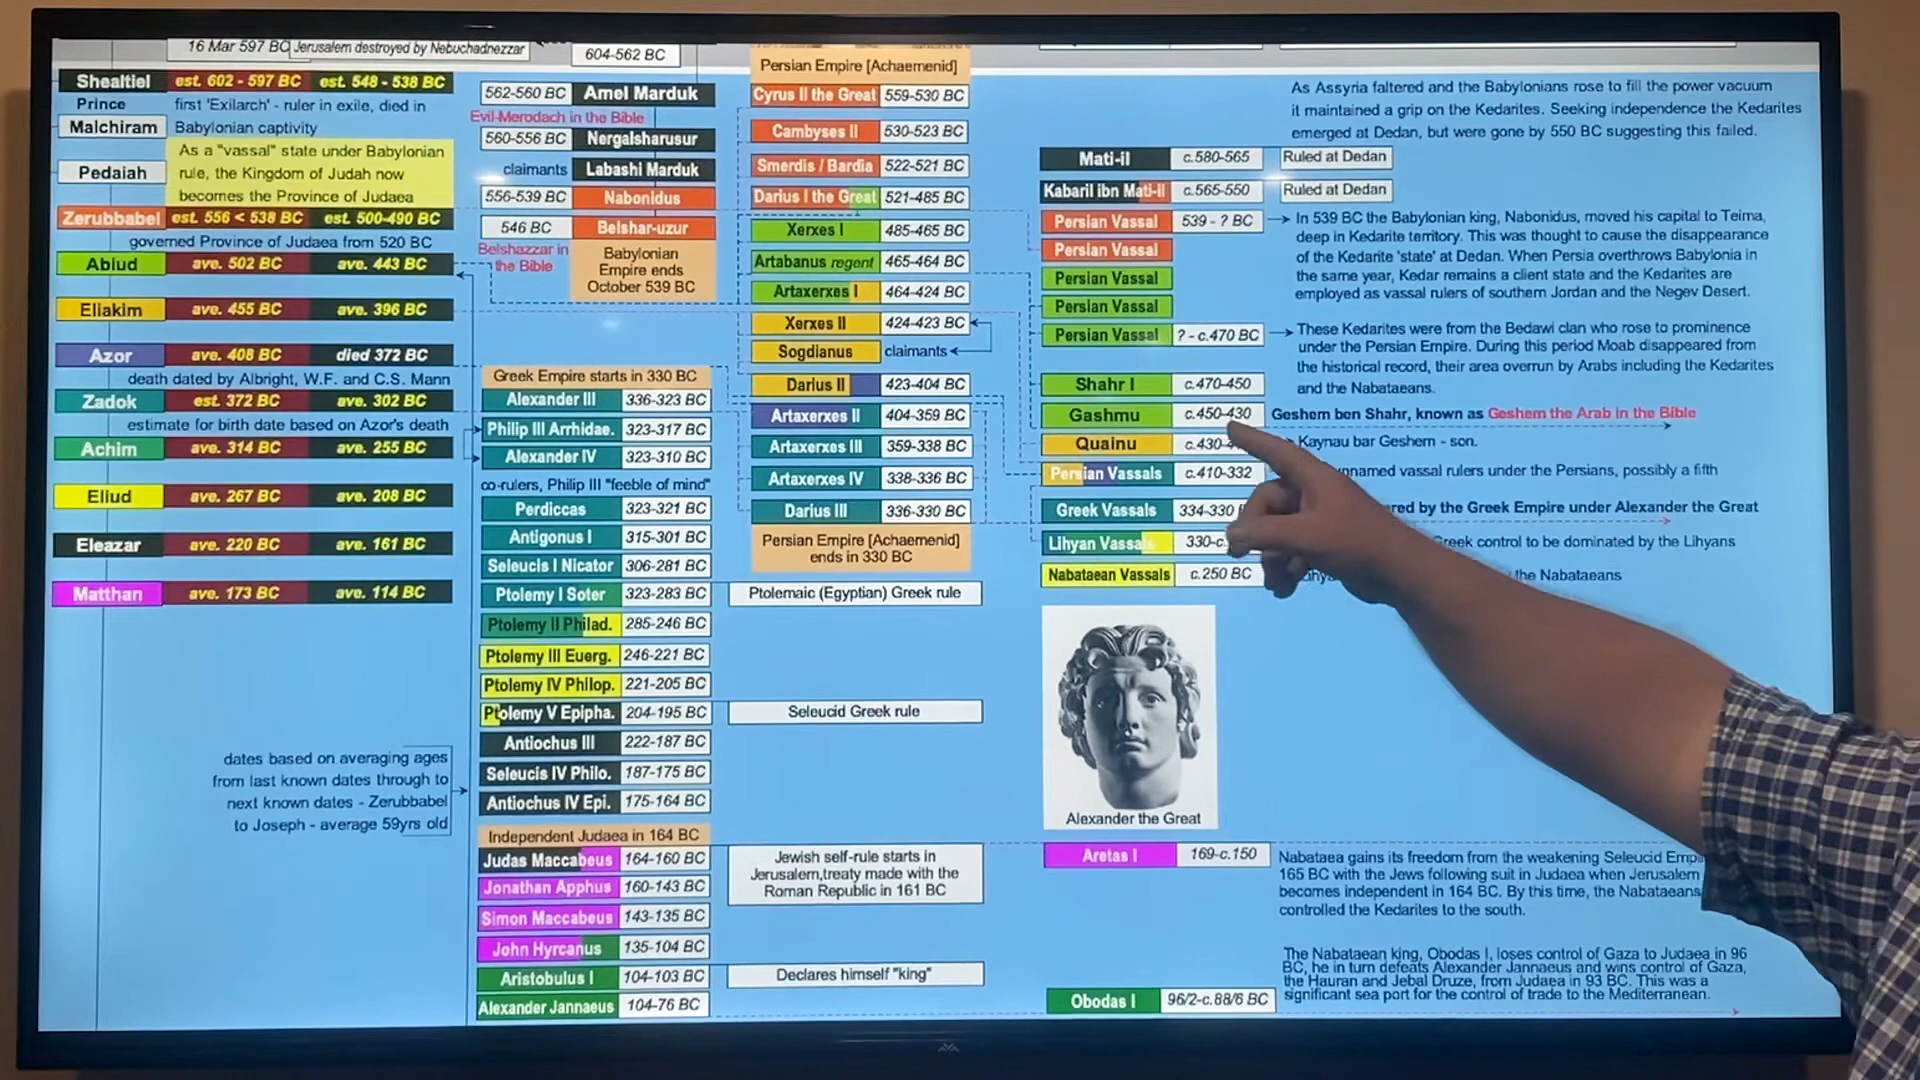 16 Mar 597 BC Jerusalem destroyed by Nebuchadnezzar
Shealtiel est. 602 - 597 BC est. 548 - 538 BC
Prince first 'Exilarch' - ruler in exile, died in
Malchiram Babylonian captivity
Pedaiah
As a "vassal" state under Babylonian
rule, the Kingdom of Judah now
becomes the Province of Judaea
Zerubbabel est. 556 < 538 BC est. 500-490 BC
governed Province of Judaea from 520 BC
Abiud ave. 502 BC ave. 443 BC
Eliakim ave. 455 BC ave. 396 BC
Azor ave. 408 BC died 372 BC
death dated by Albright, W.F. and C.S. Mann
Zadok est. 372 BC ave. 302 BC
estimate for birth date based on Azor's death
Achim ave. 314 BC ave. 255 BC
Eliud ave. 267 BC ave. 208 BC
Eleazar ave. 220 BC ave. 161 BC
Matthan ave. 173 BC ave. 114 BC
dates based on averaging ages
from last known dates through to
next known dates - Zerubbabel
to Joseph - average 59yrs old
604-562 BC
562-560 BC Amel Marduk
Evil-Merodach in the Bible
560-556 BC Nergalsharusur
claimants Labashi Marduk
556-539 BC Nabonidus
546 BC Belshar-uzur
Belshazzar in
the Bible
Babylonian
Empire ends
October 539 BC
Greek Empire starts in 330 BC
Alexander III 336-323 BC
Philip III Arrhidae. 323-317 BC
Alexander IV 323-310 BC
co-rulers, Philip III "feeble of mind"
Perdiccas 323-321 BC
Antigonus I 315-301 BC
Seleucis I Nicator 306-281 BC
Ptolemy I Soter 323-283 BC
Ptolemy II Philad. 285-246 BC
Ptolemy III Euerg. 246-221 BC
Ptolemy IV Philop. 221-205 BC
Ptolemy V Epipha. 204-195 BC
Antiochus III 222-187 BC
Seleucis IV Philo. 187-175 BC
Antiochus IV Epi. 175-164 BC
Independent Judaea in 164 BC
Judas Maccabeus 164-160 BC
Jonathan Apphus 160-143 BC
Simon Maccabeus 143-135 BC
John Hyrcanus 135-104 BC
Aristobulus I 104-103 BC
Alexander Jannaeus 104-76 BC
Persian Empire [Achaemenid]
Cyrus II the Great 559-530 BC
Cambyses II 530-523 BC
Smerdis / Bardia 522-521 BC
Darius I the Great 521-485 BC
Xerxes I 485-465 BC
Artabanus regent 465-464 BC
Artaxerxes I 464-424 BC
Xerxes II 424-423 BC
Sogdianus claimants
Darius II 423-404 BC
Artaxerxes II 404-359 BC
Artaxerxes III 359-338 BC
Artaxerxes IV 338-336 BC
Darius III 336-330 BC
Persian Empire [Achaemenid]
ends in 330 BC
Ptolemaic (Egyptian) Greek rule
Seleucid Greek rule
Jewish self-rule starts in
Jerusalem,treaty made with the
Roman Republic in 161 BC
Declares himself "king"
As Assyria faltered and the Babylonians rose to fill the power vacuum
it maintained a grip on the Kedarites. Seeking independence the Kedarites
emerged at Dedan, but were gone by 550 BC suggesting this failed.
Mati-il c.580-565 Ruled at Dedan
Kabaril ibn Mati-il c.565-550 Ruled at Dedan
Persian Vassal 539 - ? BC
Persian Vassal
Persian Vassal
Persian Vassal
Persian Vassal ? - c.470 BC
In 539 BC the Babylonian king, Nabonidus, moved his capital to Teima,
deep in Kedarite territory. This was thought to cause the disappearance
of the Kedarite 'state' at Dedan. When Persia overthrows Babylonia in
the same year, Kedar remains a client state and the Kedarites are
employed as vassal rulers of southern Jordan and the Negev Desert.
These Kedarites were from the Bedawi clan who rose to prominence
under the Persian Empire. During this period Moab disappeared from
the historical record, their area overrun by Arabs including the Kedarites
and the Nabataeans.
Shahr I c.470-450
Gashmu c.450-430 Geshem ben Shahr, known as Geshem the Arab in the Bible
Quainu c.430- Kaynau bar Geshem - son.
Persian Vassals c.410-332 vassal rulers under the Persians, possibly a fifth
Greek Vassals 334-330 by the Greek Empire under Alexander the Great
Lihyan Vassals 330-c. control to be dominated by the Lihyans
Nabataean Vassals c.250 BC the Nabataeans
Alexander the Great
Aretas I 169-c.150
Nabataea gains its freedom from the weakening Seleucid
165 BC with the Jews following suit in Judaea when Jerusalem
becomes independent in 164 BC. By this time, the Nabataeans
controlled the Kedarites to the south.
Obodas I 96/2-c.88/6 BC
The Nabataean king, Obodas I, loses control of Gaza to Judaea in 96
BC, he in turn defeats Alexander Jannaeus and wins control of Gaza,
the Hauran and Jebal Druze, from Judaea in 93 BC. This was a
significant sea port for the control of trade to the Mediterranean.